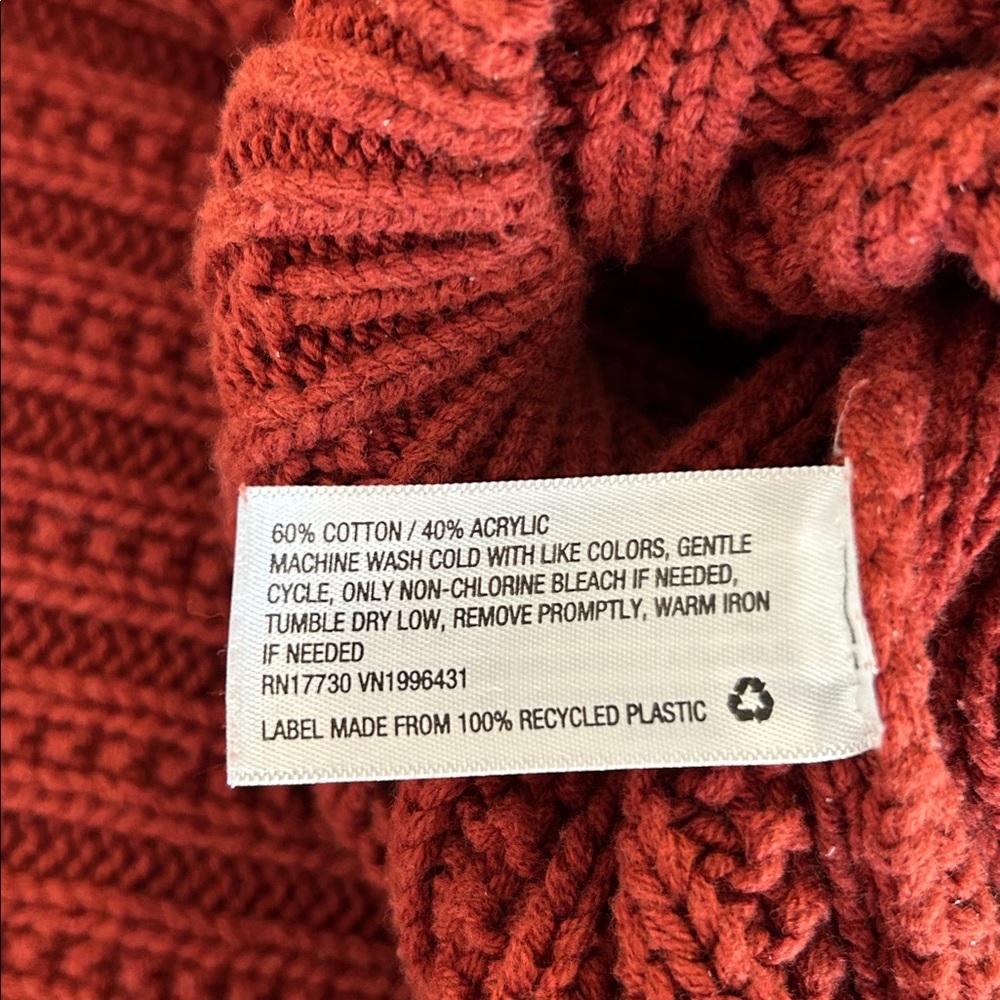 60% COTTON / 40% ACRYLIC
MACHINE WASH COLD WITH LIKE COLORS, GENTLE
CYCLE, ONLY NON-CHLORINE BLEACH IF NEEDED,
TUMBLE DRY LOW, REMOVE PROMPTLY, WARM IRON
IF NEEDED
RN17730 VN1996431
LABEL MADE FROM 100% RECYCLED PLASTIC